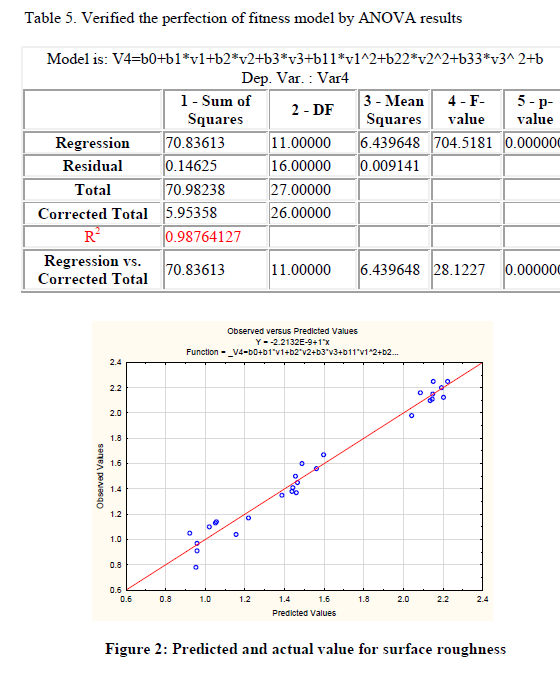 Table 5. Verified the perfection of fitness model by ANOVA results
Model is: V4=b0+b1*v1+b2*v2+b3*v3+b11*v1^2+b22*v2^2+b33*v3^ 2+b
Dep. Var. : Var4
1 - Sum of Squares 2 - DF 3 - Mean Squares 4 - F- value 5 - p- value
Regression 70.83613 11.00000 6.439648 704.5181 0.000000
Residual 0.14625 16.00000 0.009141
Total 70.98238 27.00000
Corrected Total 5.95358 26.00000
R² 0.98764127
Regression vs. Corrected Total 70.83613 11.00000 6.439648 28.1227 0.000000
Observed versus Predicted Values
Y = -2.2132E-9+1*x
Function = _V4=b0+b1*v1+b2*v2+b3*v3+b11*v1^2+b2...
2.4
2.2
2.0
1.8
1.6
1.4
1.2
1.0
0.8
0.6
Observed Values
0.6 0.8 1.0 1.2 1.4 1.6 1.8 2.0 2.2 2.4
Predicted Values
Figure 2: Predicted and actual value for surface roughness